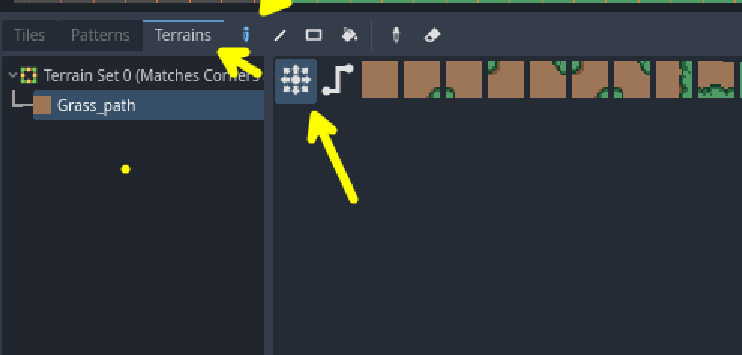 Tiles Patterns Terrains
Terrain Set 0 (Matches Corners
Grass_path